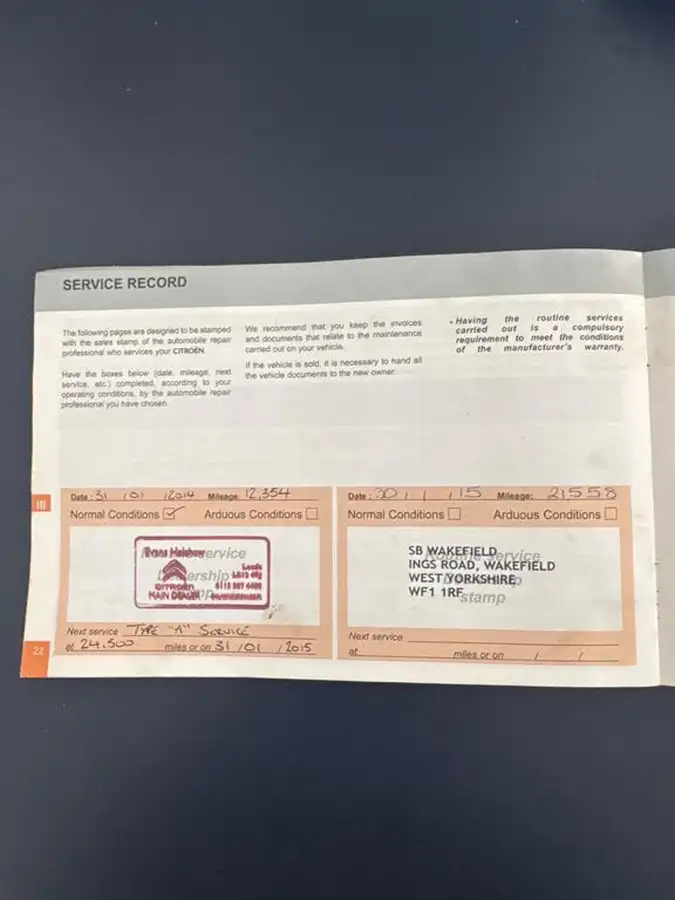 SERVICE RECORD
The following pages are designed to be stamped
with the sales stamp of the automobile repair
professional who services your CITROËN.
Have the boxes below (date, mileage, next
service, etc.) completed, according to your
operating conditions, by the automobile repair
professional you have chosen.
We recommend that you keep the invoices
and documents that relate to the maintenance
carried out on your vehicle.
If the vehicle is sold, it is necessary to hand all
the vehicle documents to the new owner.
- Having the routine services
carried out is a compulsory
requirement to meet the conditions
of the manufacturer's warranty.
III
Date: 31 / 01 / 2014 Mileage: 12,354
Normal Conditions Arduous Conditions
Evans Halshaw
Leeds
CITROËN
MAIN DEALER
Next service TYPE "A" SERVICE
at 24.500 miles or on 31 / 01 / 2015
Date: 30 / 1 / 15 Mileage: 21558
Normal Conditions Arduous Conditions
Routine service
stamp
SB WAKEFIELD
INGS ROAD, WAKEFIELD
WEST YORKSHIRE
WF1 1RF
Next service
at miles or on / /
22